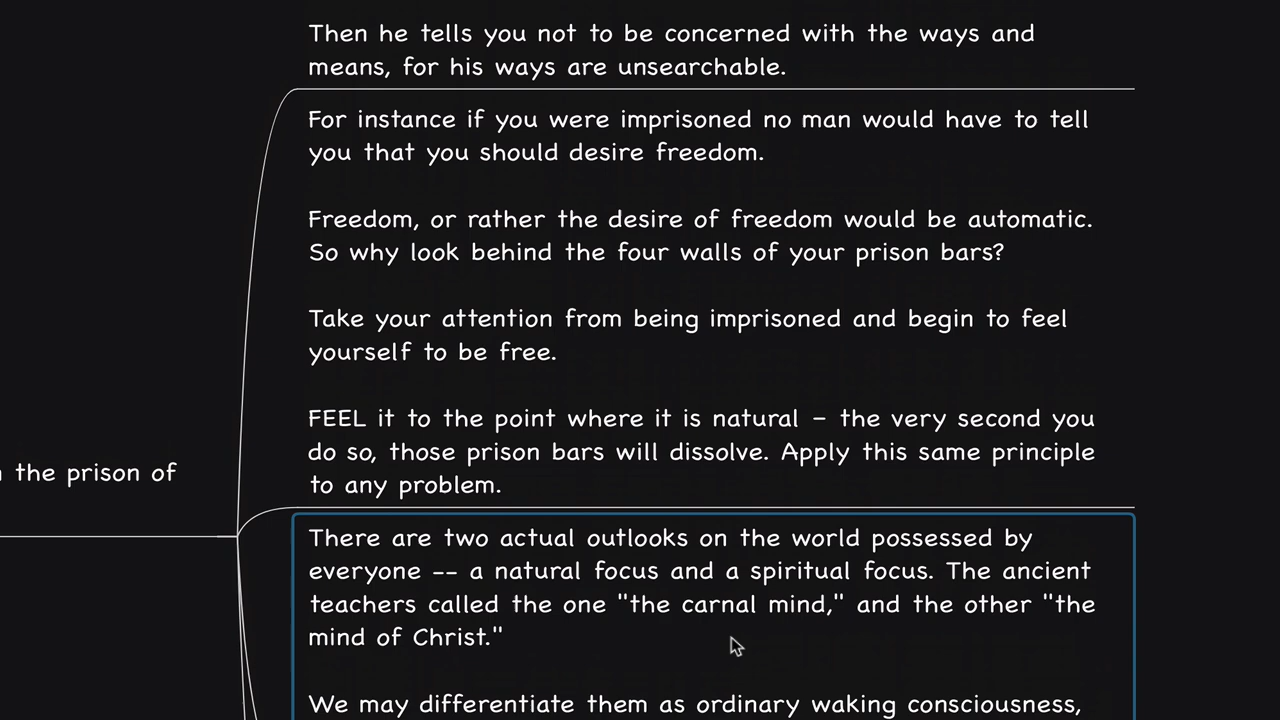 Then he tells you not to be concerned with the ways and
means, for his ways are unsearchable.
For instance if you were imprisoned no man would have to tell
you that you should desire freedom.
Freedom, or rather the desire of freedom would be automatic.
So why look behind the four walls of your prison bars?
Take your attention from being imprisoned and begin to feel
yourself to be free.
FEEL it to the point where it is natural – the very second you
do so, those prison bars will dissolve. Apply this same principle
to any problem.
the prison of
There are two actual outlooks on the world possessed by
everyone -- a natural focus and a spiritual focus. The ancient
teachers called the one "the carnal mind," and the other "the
mind of Christ."
We may differentiate them as ordinary waking consciousness,